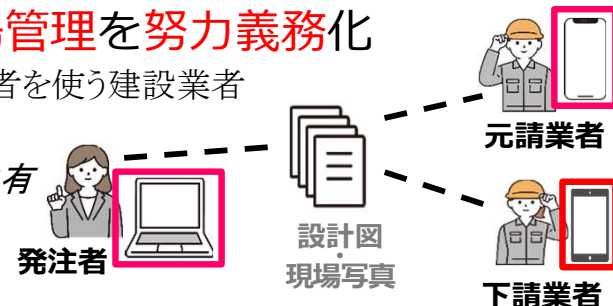 管理を努力義務化
者を使う建設業者
有
元請業者
発注者
設計図
・
現場写真
下請業者